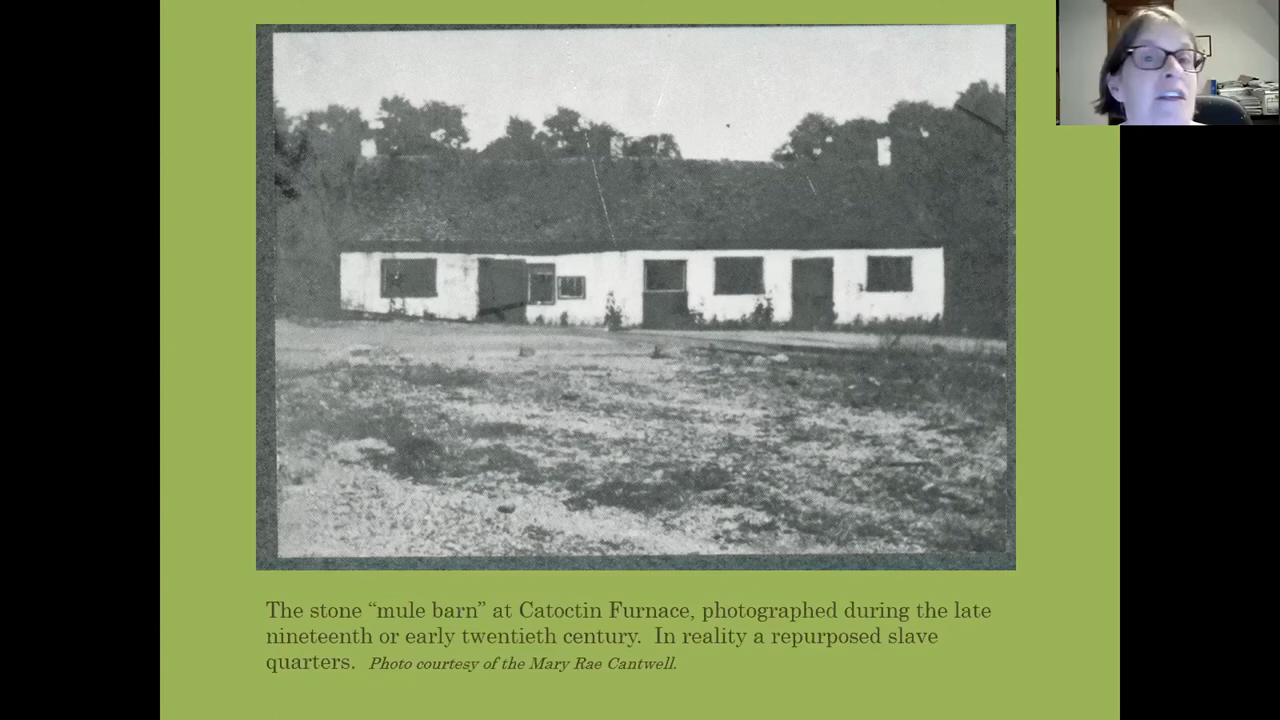 The stone “mule barn” at Catoctin Furnace, photographed during the late
nineteenth or early twentieth century.  In reality a repurposed slave
quarters.  Photo courtesy of the Mary Rae Cantwell.